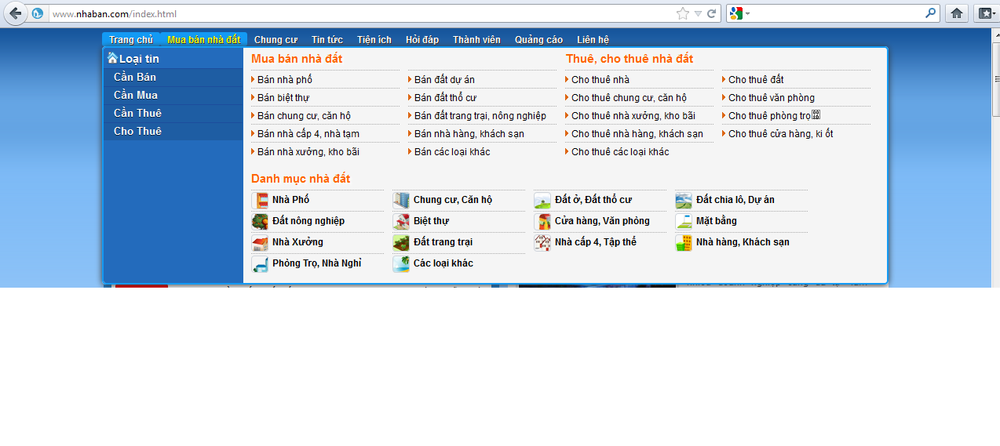 www.nhaban.com/index.html
Trang chủ Mua bán nhà đất Chung cư Tin tức Tiện ích Hỏi đáp Thành viên Quảng cáo Liên hệ
Loại tin
Cần Bán
Cần Mua
Cần Thuê
Cho Thuê
Mua bán nhà đất
Bán nhà phố
Bán biệt thự
Bán chung cư, căn hộ
Bán nhà cấp 4, nhà tạm
Bán nhà xưởng, kho bãi
Bán đất dự án
Bán đất thổ cư
Bán đất trang trại, nông nghiệp
Bán nhà hàng, khách sạn
Bán các loại khác
Thuê, cho thuê nhà đất
Cho thuê nhà
Cho thuê chung cư, căn hộ
Cho thuê nhà xưởng, kho bãi
Cho thuê nhà hàng, khách sạn
Cho thuê các loại khác
Cho thuê đất
Cho thuê văn phòng
Cho thuê phòng trọ
Cho thuê cửa hàng, ki ốt
Danh mục nhà đất
Nhà Phố Chung cư, Căn hộ Đất ở, Đất thổ cư Đất chia lô, Dự án
Đất nông nghiệp Biệt thự Cửa hàng, Văn phòng Mặt bằng
Nhà Xưởng Đất trang trại Nhà cấp 4, Tập thể Nhà hàng, Khách sạn
Phòng Trọ, Nhà Nghỉ Các loại khác